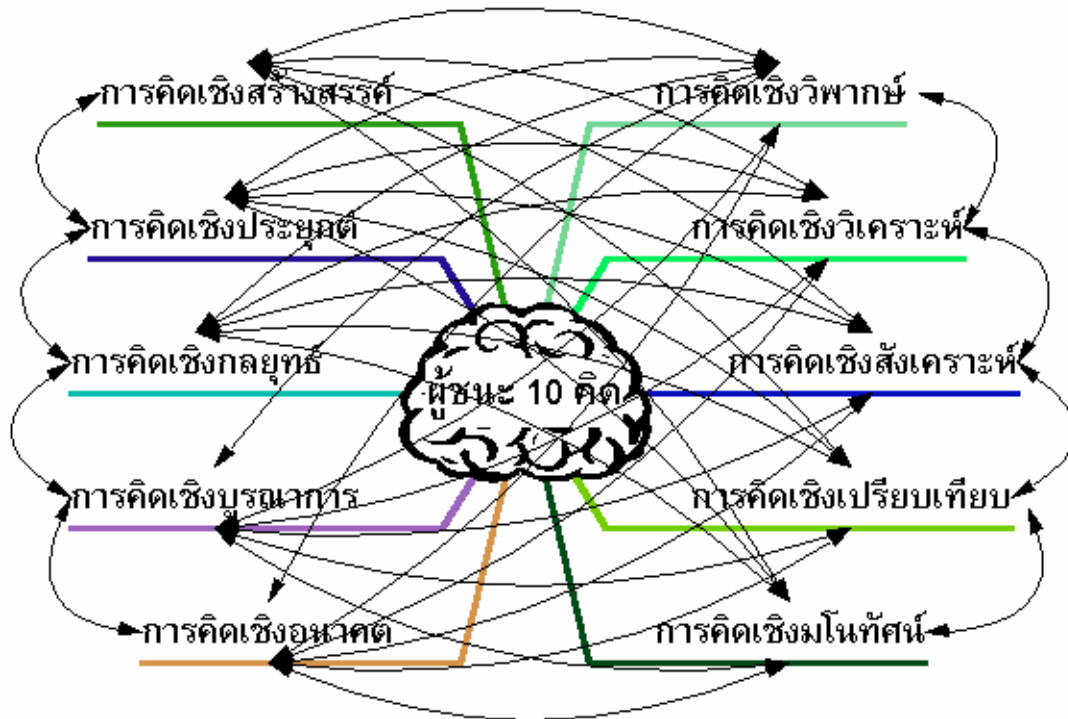 การคิดเชิงสร้างสรรค์
การคิดเชิงวิพากษ์
การคิดเชิงประยุกต์
การคิดเชิงวิเคราะห์
การคิดเชิงกลยุทธ์
ผู้ชนะ 10 คิด
การคิดเชิงสังเคราะห์
การคิดเชิงบูรณาการ
การคิดเชิงเปรียบเทียบ
การคิดเชิงอนาคต
การคิดเชิงมโนทัศน์